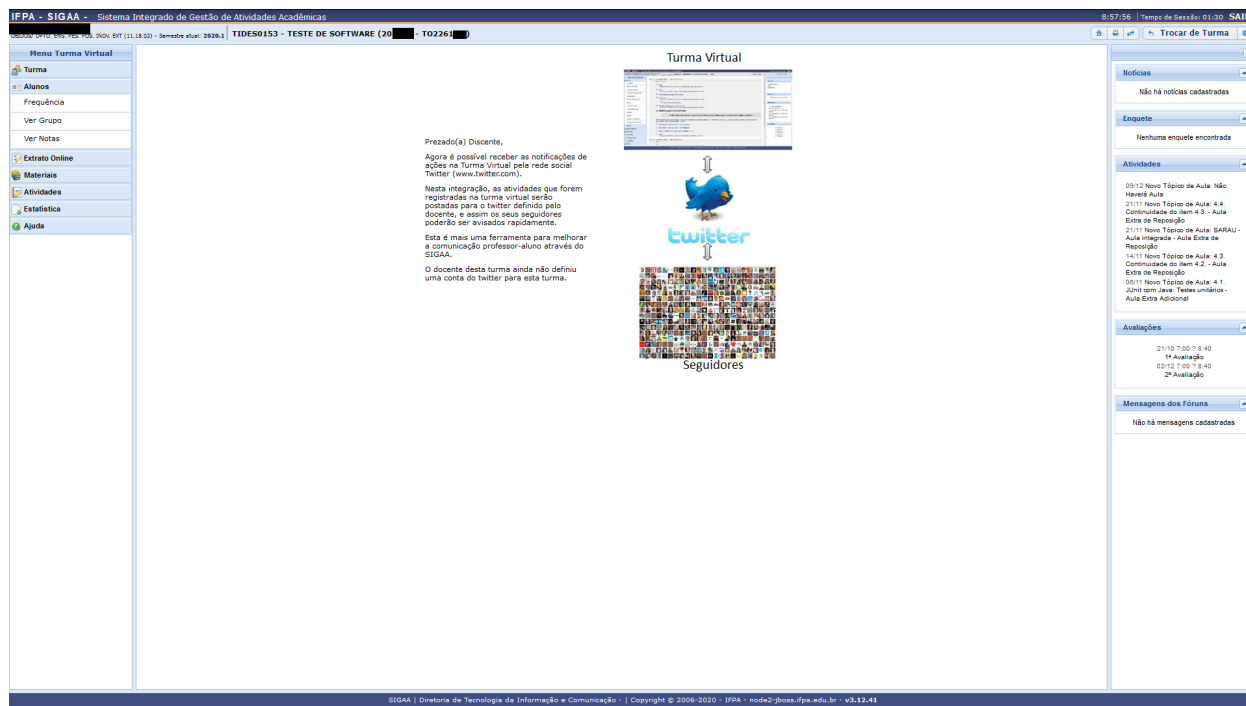 IFPA - SIGAA - Sistema Integrado de Gestão de Atividades Acadêmicas
8:57:56 | Tempo de Sessão: 01:30 SAI
ÓBIDOS/ DPTO. ENS. PES. PÓS. INOV. EXT (11.18.02) - Semestre atual: 2020.1
TIDES0153 - TESTE DE SOFTWARE (20 - TO2261 )
Trocar de Turma
Menu Turma Virtual
Turma
Alunos
Frequência
Ver Grupo
Ver Notas
Extrato Online
Materiais
Atividades
Estatística
Ajuda
Prezado(a) Discente,
Agora é possível receber as notificações de
ações na Turma Virtual pela rede social
Twitter (www.twitter.com).
Nesta integração, as atividades que forem
registradas na turma virtual serão
postadas para o twitter definido pelo
docente, e assim os seus seguidores
poderão ser avisados rapidamente.
Esta é mais uma ferramenta para melhorar
a comunicação professor-aluno através do
SIGAA.
O docente desta turma ainda não definiu
uma conta do twitter para esta turma.
Turma Virtual
twitter
Seguidores
Notícias
Não há notícias cadastradas
Enquete
Nenhuma enquete encontrada
Atividades
09/12 Novo Tópico de Aula: Não
Haverá Aula
21/11 Novo Tópico de Aula: 4.4.
Continuidade do item 4.3. - Aula
Extra de Reposição
21/11 Novo Tópico de Aula: SARAU -
Aula integrada - Aula Extra de
Reposição
14/11 Novo Tópico de Aula: 4.3.
Continuidade do item 4.2. - Aula
Extra de Reposição
06/11 Novo Tópico de Aula: 4.1.
JUnit com Java: Testes unitários -
Aula Extra Adicional
Avaliações
21/10 7:00 ? 8:40
1ª Avaliação
02/12 7:00 ? 8:40
2ª Avaliação
Mensagens dos Fóruns
Não há mensagens cadastradas
SIGAA | Diretoria de Tecnologia da Informação e Comunicação - | Copyright © 2006-2020 - IFPA - node2-jboss.ifpa.edu.br - v3.12.41